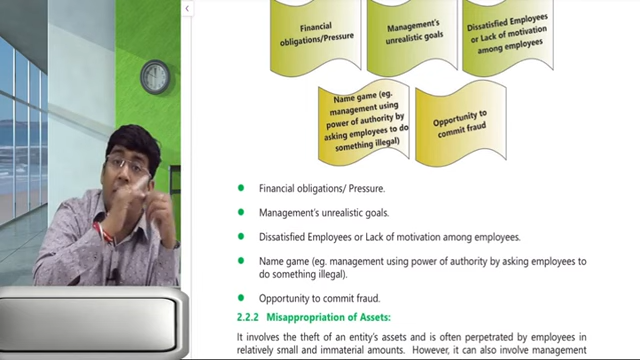 Financial
obligations/Pressure
Management's
unrealistic goals
Dissatisfied Employees
or Lack of motivation
among employees
Name game (eg.
management using
power of authority by
asking employees to do
something illegal)
Opportunity to
commit fraud
Financial obligations/ Pressure.
Management's unrealistic goals.
Dissatisfied Employees or Lack of motivation among employees.
Name game (eg. management using power of authority by asking employees to
do something illegal).
Opportunity to commit fraud.
2.2.2 Misappropriation of Assets:
It involves the theft of an entity's assets and is often perpetrated by employees in
relatively small and immaterial amounts. However, it can also involve management